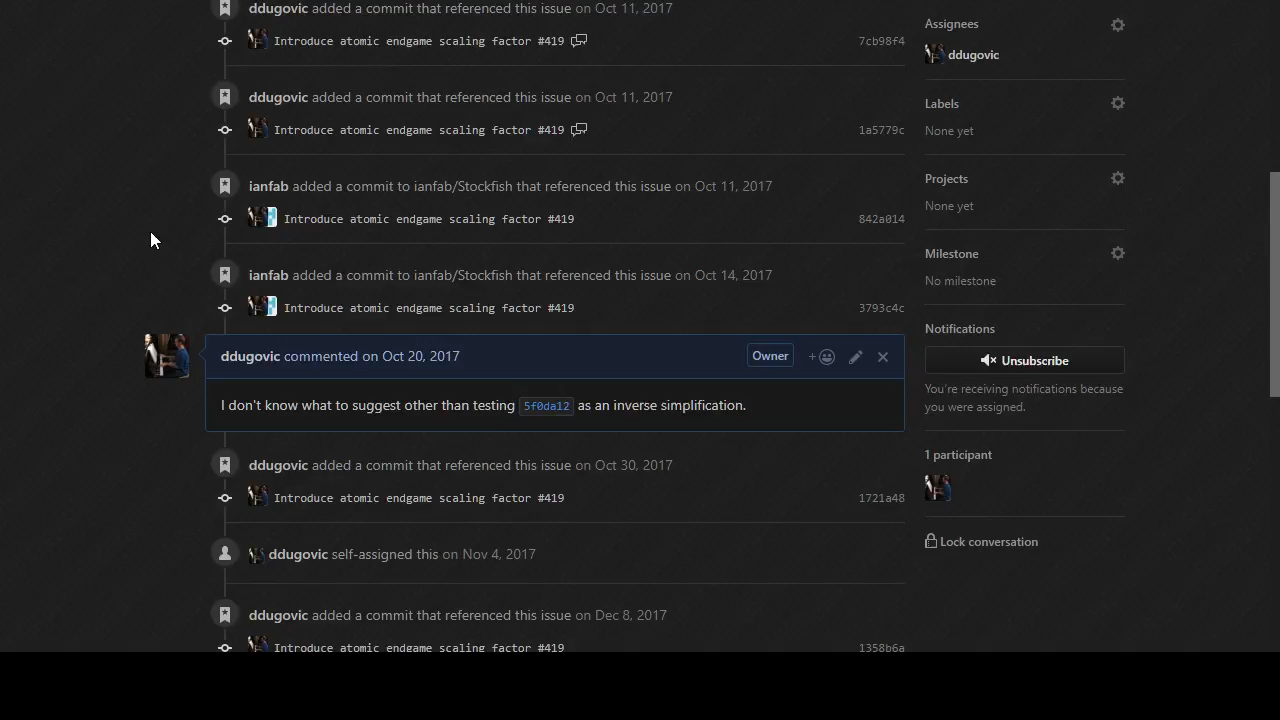 ddugovic added a commit that referenced this issue on Oct 11, 2017
Introduce atomic endgame scaling factor #419 7cb98f4
ddugovic added a commit that referenced this issue on Oct 11, 2017
Introduce atomic endgame scaling factor #419 1a5779c
ianfab added a commit to ianfab/Stockfish that referenced this issue on Oct 11, 2017
Introduce atomic endgame scaling factor #419 842a014
ianfab added a commit to ianfab/Stockfish that referenced this issue on Oct 14, 2017
Introduce atomic endgame scaling factor #419 3793c4c
ddugovic commented on Oct 20, 2017 Owner
I don't know what to suggest other than testing 5f0da12 as an inverse simplification.
ddugovic added a commit that referenced this issue on Oct 30, 2017
Introduce atomic endgame scaling factor #419 1721a48
ddugovic self-assigned this on Nov 4, 2017
ddugovic added a commit that referenced this issue on Dec 8, 2017
Introduce atomic endgame scaling factor #419 1358b6a
Assignees
ddugovic
Labels
None yet
Projects
None yet
Milestone
No milestone
Notifications
Unsubscribe
You're receiving notifications because
you were assigned.
1 participant
Lock conversation